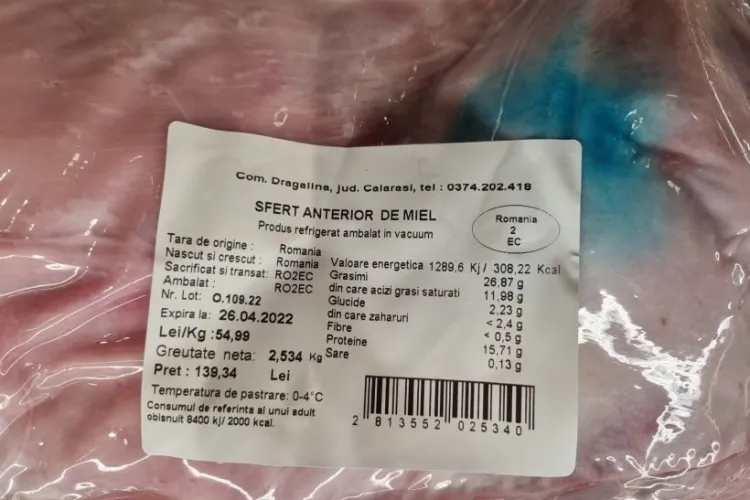 Com. Dragalina, jud. Calarasi, tel : 0374.202.418
SFERT ANTERIOR DE MIEL
Produs refrigerat ambalat in vacuum
Romania
2
EC
Tara de origine : Romania
Nascut si crescut : Romania
Sacrificat si transat: RO2EC
Ambalat : RO2EC
Nr. Lot: O.109.22
Expira la: 26.04.2022
Lei/Kg :54,99
Greutate neta: 2,534 Kg
Pret : 139,34 Lei
Temperatura de pastrare: 0-4°C
Consumul de referinta al unui adult
obisnuit 8400 kj/ 2000 kcal.
Valoare energetica 1289,6 Kj/ 308,22 Kcal
Grasimi 26,87 g
din care acizi grasi saturati 11,98 g
Glucide 2,23 g
din care zaharuri < 2,4 g
Fibre < 0,5 g
Proteine 15,71 g
Sare 0,13 g
2 813552 025340